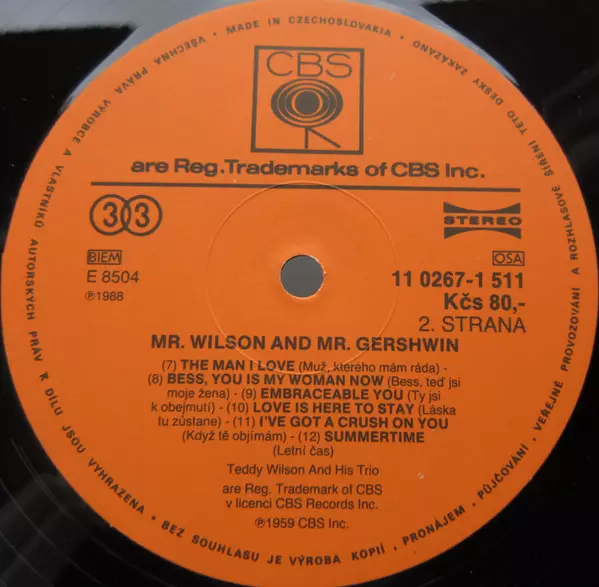 MADE IN CZECHOSLOVAKIA • VŠECHNA PRÁVA VÝROBCE A VLASTNÍKŮ AUTORSKÝCH PRÁV K DÍLU JSOU VYHRAZENA • BEZ SOUHLASU JE VÝROBA KOPIÍ, PRONÁJEM, PŮJČOVÁNÍ, VEŘEJNÉ PROVOZOVÁNÍ A ROZHLASOVÉ ŠÍŘENÍ TÉTO DESKY ZAKÁZÁNO •
CBS
are Reg.Trademarks of CBS Inc.
33
STEREO
BIEM
OSA
E 8504
11 0267-1 511
℗1988
Kčs 80,-
2. STRANA
MR. WILSON AND MR. GERSHWIN
(7) THE MAN I LOVE (Muž, kterého mám ráda) -
(8) BESS, YOU IS MY WOMAN NOW (Bess, teď jsi
moje žena) - (9) EMBRACEABLE YOU (Ty jsi
k obejmutí) - (10) LOVE IS HERE TO STAY (Láska
tu zůstane) - (11) I'VE GOT A CRUSH ON YOU
(Když tě objímám) - (12) SUMMERTIME
(Letní čas)
Teddy Wilson And His Trio
are Reg. Trademark of CBS
v licenci CBS Records Inc.
℗1959 CBS Inc.